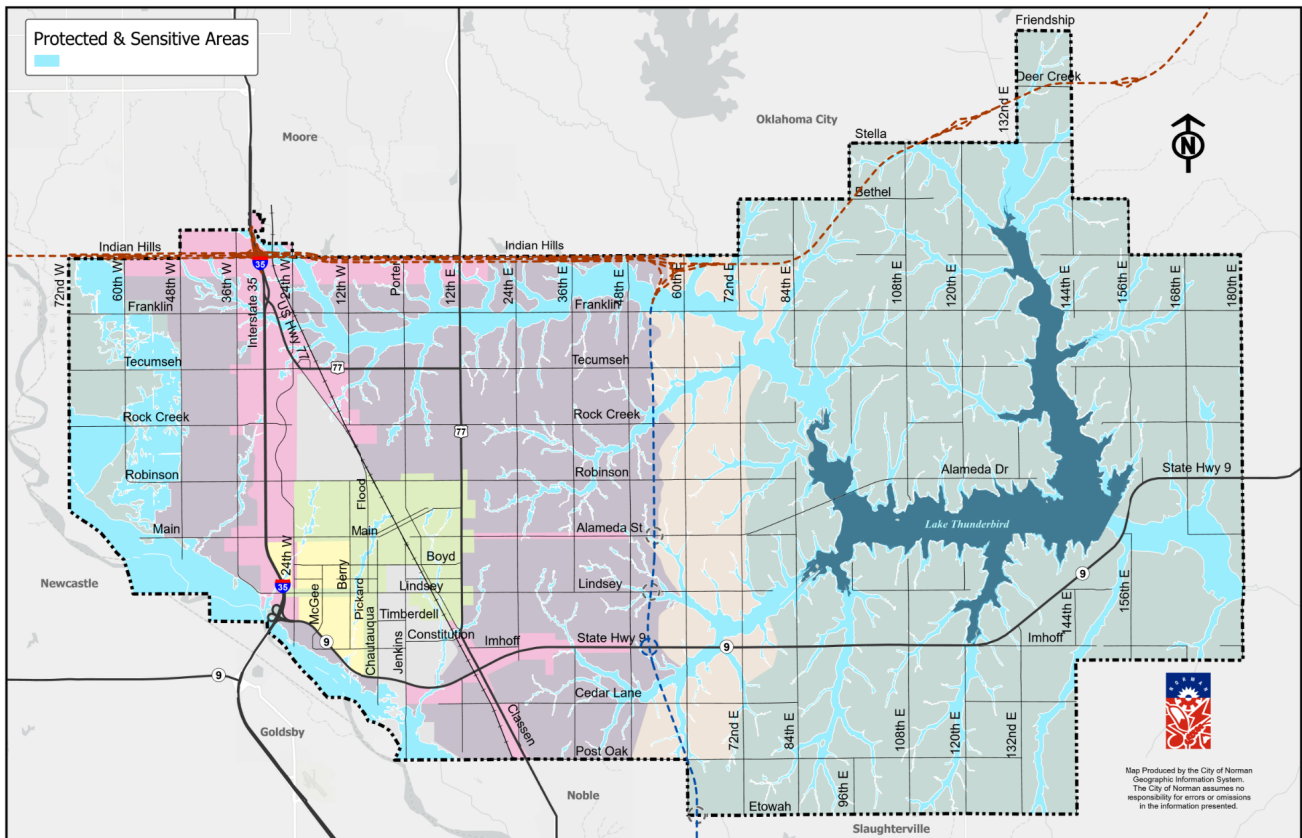 Protected & Sensitive Areas
Friendship
Deer Creek
132nd E
Oklahoma City
Moore
Stella
N
Bethel
Indian Hills
Indian Hills
72nd W
60th W
48th W
36th W
Interstate 35
35
24th W
US Hwy 77
12th W
Porter
12th E
24th E
36th E
48th E
60th E
72nd E
84th E
108th E
120th E
144th E
156th E
168th E
180th E
Franklin
Franklin
Tecumseh
77
Tecumseh
Rock Creek
77
Rock Creek
Robinson
Robinson
Alameda Dr
State Hwy 9
Flood
Main
Main
Alameda St
Lake Thunderbird
Newcastle
24th W
35
McGee
Berry
Pickard
Chautauqua
Boyd
Lindsey
Lindsey
Timberdell
Constitution
Jenkins
9
Imhoff
State Hwy 9
9
9
144th E
156th E
Imhoff
9
Cedar Lane
NORMAN
Goldsby
Classen
72nd E
84th E
108th E
120th E
132nd E
Post Oak
96th E
Noble
Etowah
Slaughterville
Map Produced by the City of Norman
Geographic Information System.
The City of Norman assumes no
responsibility for errors or omissions
in the information presented.